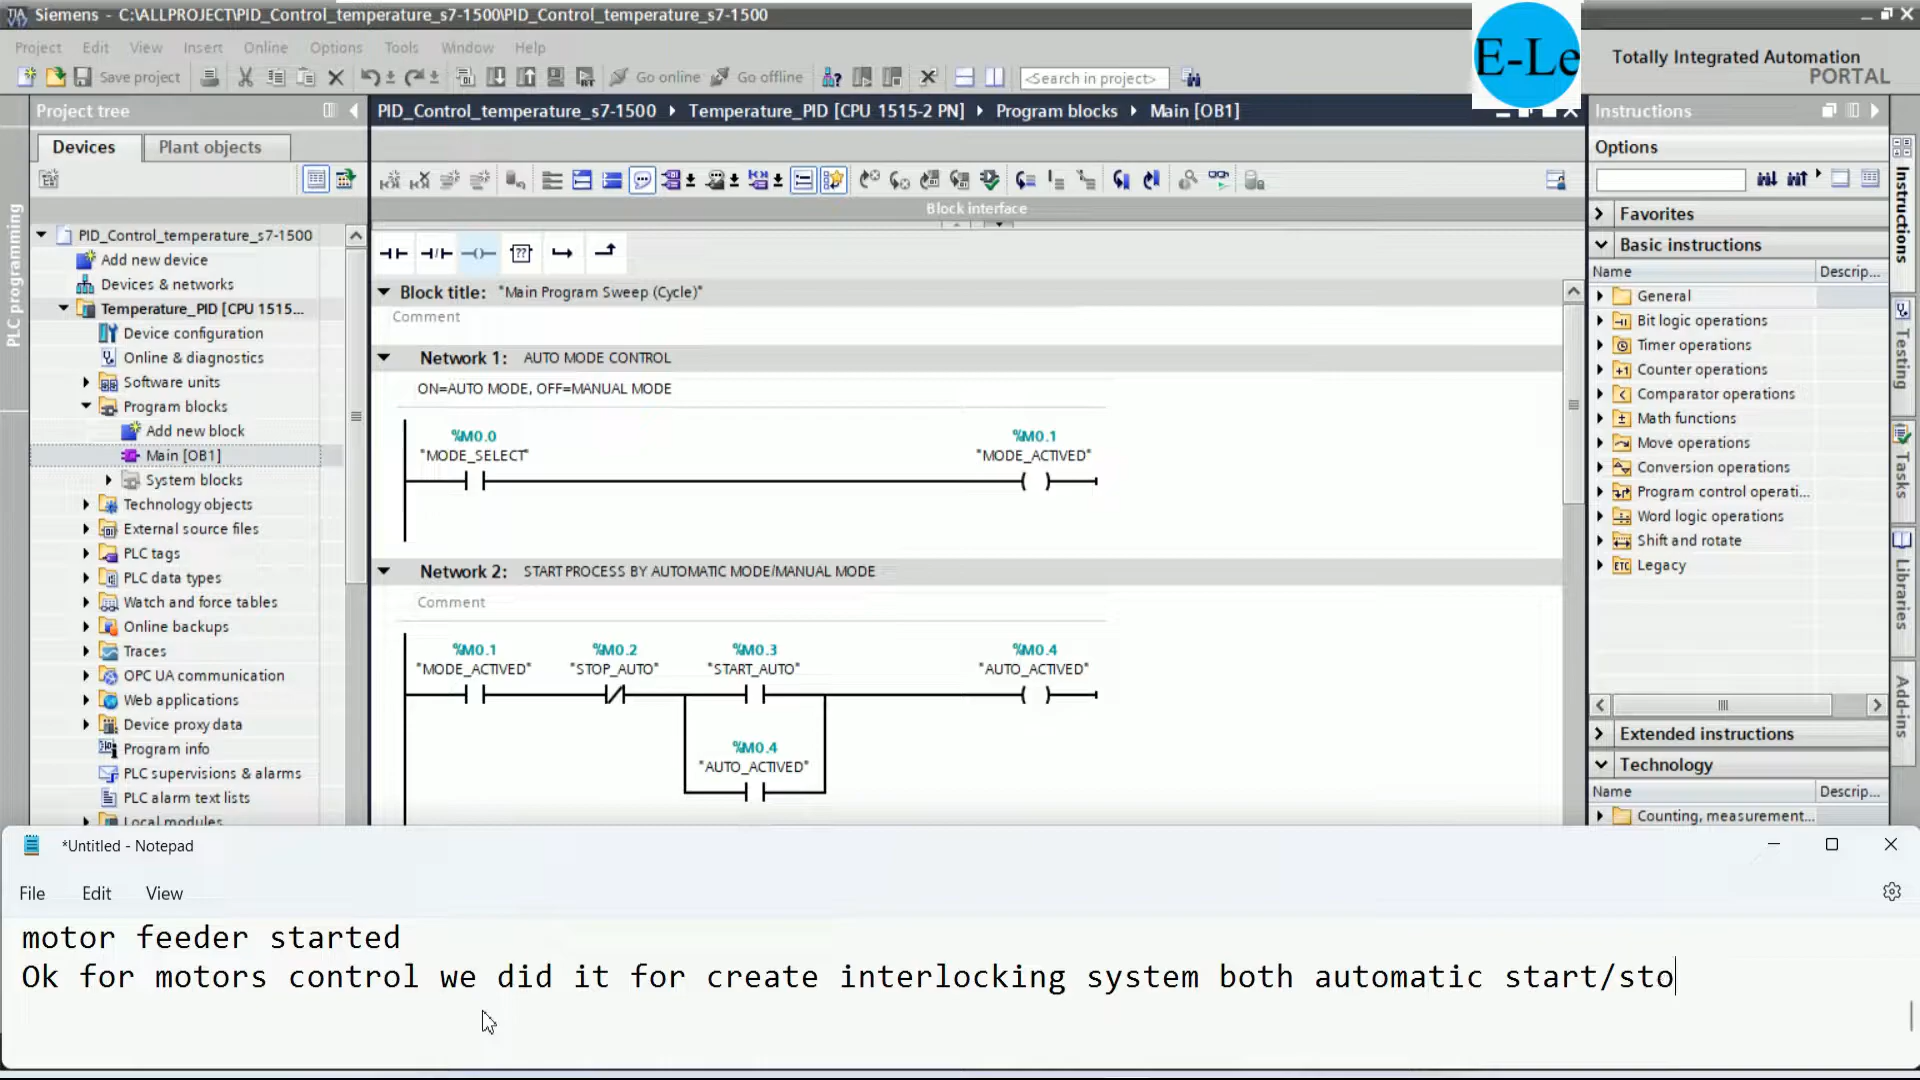 Siemens - C:\ALLPROJECT\PID_Control_temperature_s7-1500\PID_Control_temperature_s7-1500
Project Edit View Insert Online Options Tools Window Help
Save project
Go online
Go offline
<Search in project>
E-Le
Totally Integrated Automation
PORTAL
Project tree
PID_Control_temperature_s7-1500 Temperature_PID [CPU 1515-2 PN] Program blocks Main [OB1]
Instructions
Devices
Plant objects
Options
PLC programming
Block interface
PID_Control_temperature_s7-1500
Add new device
Devices & networks
Temperature_PID [CPU 1515...
Device configuration
Online & diagnostics
Software units
Program blocks
Add new block
Main [OB1]
System blocks
Technology objects
External source files
PLC tags
PLC data types
Watch and force tables
Online backups
Traces
OPC UA communication
Web applications
Device proxy data
Program info
PLC supervisions & alarms
PLC alarm text lists
Local modules
??
Block title: "Main Program Sweep (Cycle)"
Comment
Network 1: AUTO MODE CONTROL
ON=AUTO MODE, OFF=MANUAL MODE
%M0.0
"MODE_SELECT"
%M0.1
"MODE_ACTIVED"
Network 2: START PROCESS BY AUTOMATIC MODE/MANUAL MODE
Comment
%M0.1
"MODE_ACTIVED"
%M0.2
"STOP_AUTO"
%M0.3
"START_AUTO"
%M0.4
"AUTO_ACTIVED"
%M0.4
"AUTO_ACTIVED"
Favorites
Basic instructions
Name Descrip...
General
Bit logic operations
Timer operations
Counter operations
Comparator operations
Math functions
Move operations
Conversion operations
Program control operati...
Word logic operations
Shift and rotate
Legacy
Extended instructions
Technology
Name Descrip...
Counting, measurement...
Instructions
Testing
Tasks
Libraries
Add-ins
*Untitled - Notepad
File Edit View
motor feeder started
Ok for motors control we did it for create interlocking system both automatic start/sto